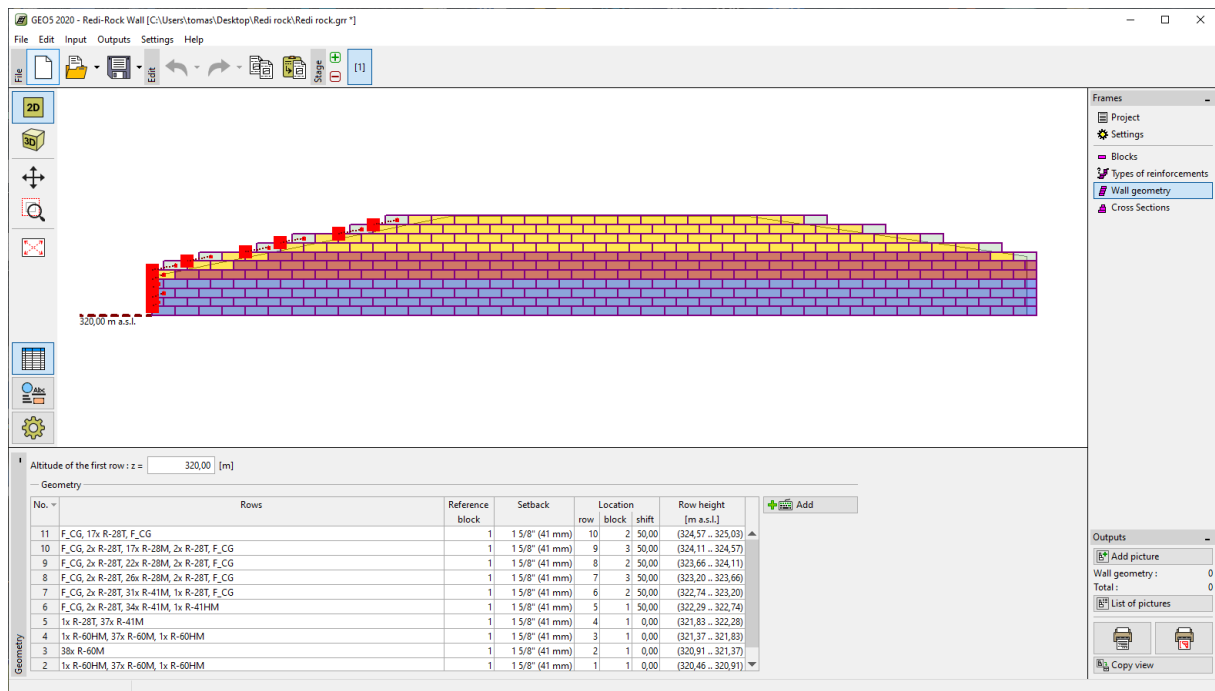 GEO5 2020 - Redi-Rock Wall [C:\Users\tomas\Desktop\Redi rock\Redi rock.grr *]
File Edit Input Outputs Settings Help
File
Edit
Stage
[1]
2D
3D
Abc
320,00 m a.s.l.
Frames
Project
Settings
Blocks
Types of reinforcements
Wall geometry
Cross Sections
Geometry
Altitude of the first row : z = 320,00 [m]
Geometry
No. Rows Reference block Setback Location row block shift Row height [m a.s.l.]
Add
11 F_CG, 17x R-28T, F_CG 1 1 5/8" (41 mm) 10 2 50,00 (324,57 .. 325,03)
10 F_CG, 2x R-28T, 17x R-28M, 2x R-28T, F_CG 1 1 5/8" (41 mm) 9 3 50,00 (324,11 .. 324,57)
9 F_CG, 2x R-28T, 22x R-28M, 2x R-28T, F_CG 1 1 5/8" (41 mm) 8 2 50,00 (323,66 .. 324,11)
8 F_CG, 2x R-28T, 26x R-28M, 2x R-28T, F_CG 1 1 5/8" (41 mm) 7 3 50,00 (323,20 .. 323,66)
7 F_CG, 2x R-28T, 31x R-41M, 1x R-28T, F_CG 1 1 5/8" (41 mm) 6 2 50,00 (322,74 .. 323,20)
6 F_CG, 2x R-28T, 34x R-41M, 1x R-41HM 1 1 5/8" (41 mm) 5 1 50,00 (322,29 .. 322,74)
5 1x R-28T, 37x R-41M 1 1 5/8" (41 mm) 4 1 0,00 (321,83 .. 322,28)
4 1x R-60HM, 37x R-60M, 1x R-60HM 1 1 5/8" (41 mm) 3 1 0,00 (321,37 .. 321,83)
3 38x R-60M 1 1 5/8" (41 mm) 2 1 0,00 (320,91 .. 321,37)
2 1x R-60HM, 37x R-60M, 1x R-60HM 1 1 5/8" (41 mm) 1 1 0,00 (320,46 .. 320,91)
Outputs
Add picture
Wall geometry : 0
Total : 0
List of pictures
Copy view